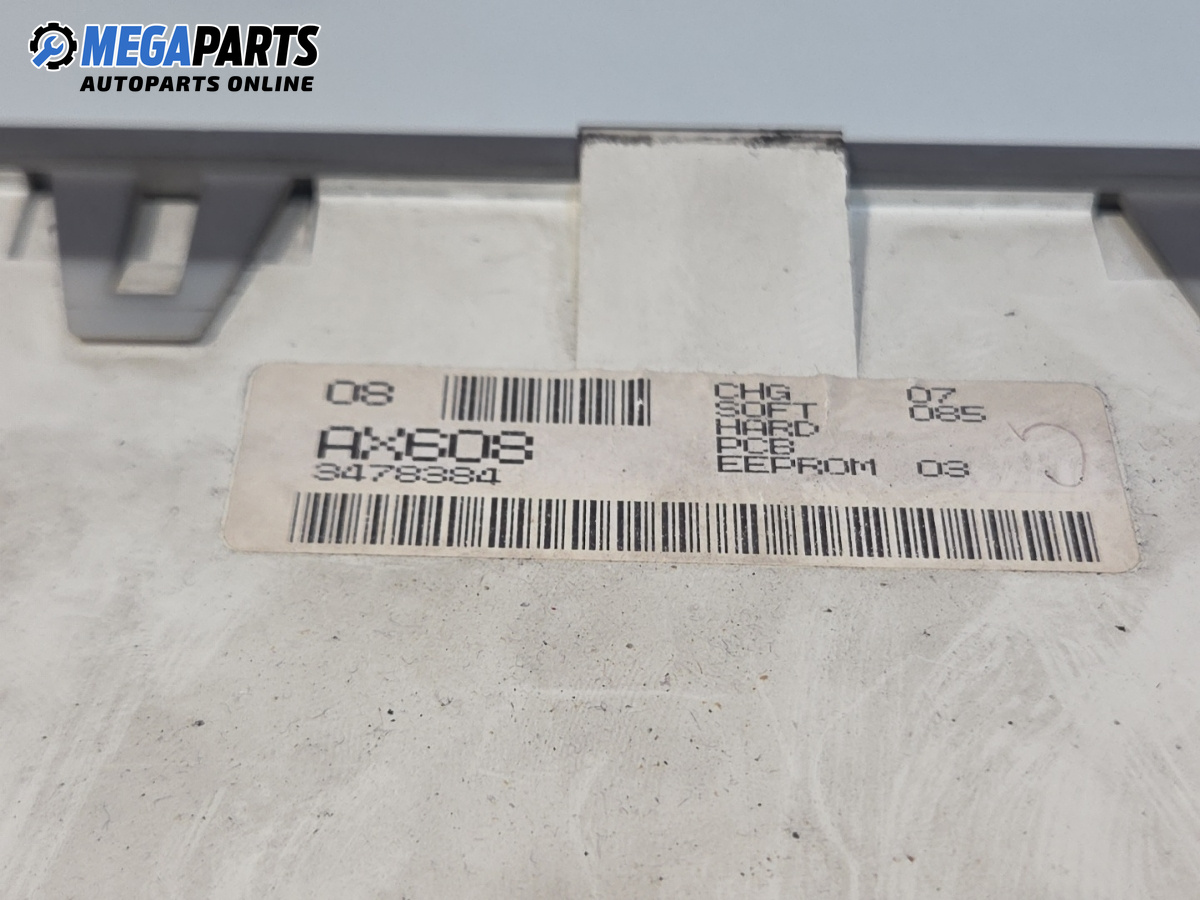 MEGAPARTS
AUTOPARTS ONLINE
08
AX608
3478384
CHG 07
SOFT 085
HARD
PCB
EEPROM 03